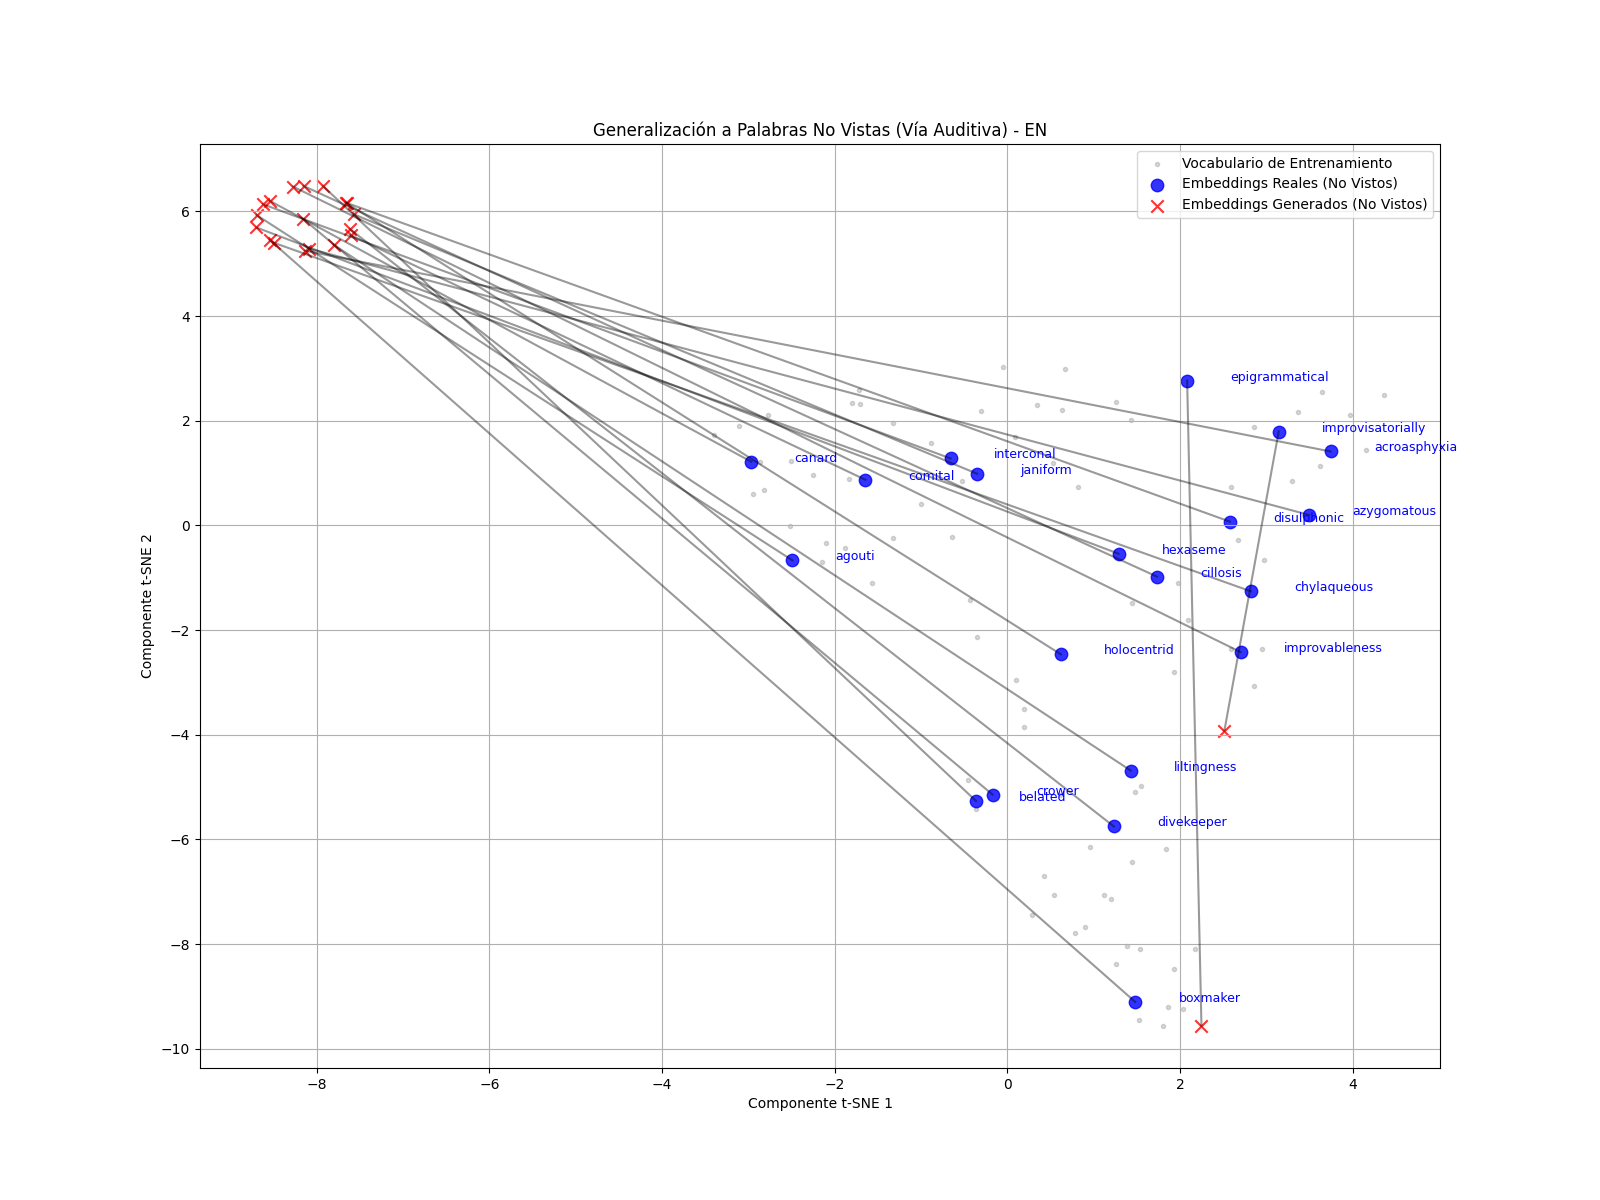 Generalización a Palabras No Vistas (Vía Auditiva) - EN
Vocabulario de Entrenamiento
Embeddings Reales (No Vistos)
Embeddings Generados (No Vistos)
epigrammatical
improvisatorially
acroasphyxia
canard
interconal
janiform
comital
azygomatous
disulphonic
agouti
hexaseme
cillosis
chylaqueous
holocentrid
improvableness
liltingness
crower
belated
divekeeper
boxmaker
6
4
2
0
−2
−4
−6
−8
−10
Componente t-SNE 2
−8
−6
−4
−2
0
2
4
Componente t-SNE 1